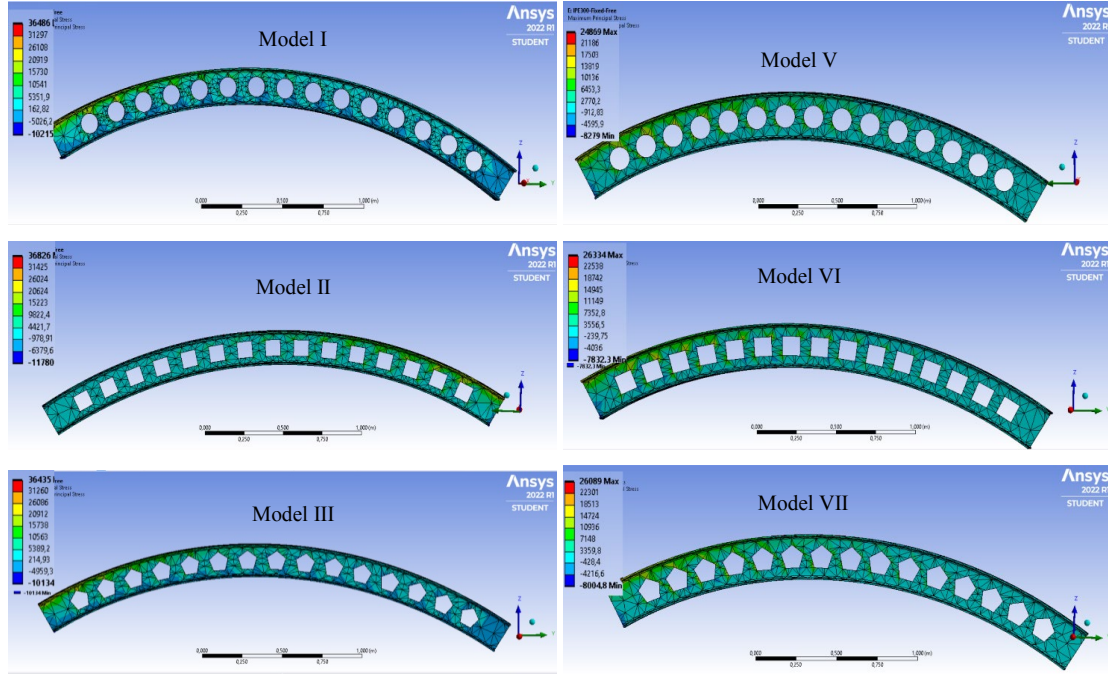 36486
31297
26108
20919
15730
10541
5351,9
162,82
-5026,2
-10215
Model I
Ansys
2022 R1
STUDENT
0,000
0,500
1,000 (m)
0,250
0,750
Z
Y
E: IPE300-Fixed-Free
Maximum Principal Stress
24869 Max
21186
17503
13819
10136
6453,3
2770,2
-912,83
-4595,9
-8279 Min
Model V
Ansys
2022 R1
STUDENT
0,000
0,500
1,000 (m)
0,250
0,750
Z
36826
31425
26024
20624
15223
9822,4
4421,7
-978,91
-6379,6
-11780
Model II
Ansys
2022 R1
STUDENT
0,000
0,500
1,000 (m)
0,250
0,750
Z
26334 Max
22538
18742
14945
11149
7352,8
3556,5
-239,75
-4036
-7832,3 Min
-7832,3 Min
Model VI
Ansys
2022 R1
STUDENT
0,000
0,500
1,000 (m)
0,250
0,750
Z
Y
36435
31260
26086
20912
15738
10563
5389,2
214,93
-4959,3
-10134
-10134 Min
Model III
Ansys
2022 R1
STUDENT
0,000
0,500
1,000 (m)
0,250
0,750
Z
Y
26089 Max
22301
18513
14724
10936
7148
3359,8
-428,4
-4216,6
-8004,8 Min
Model VII
Ansys
2022 R1
STUDENT
0,000
0,500
1,000 (m)
0,250
0,750
Z
Y